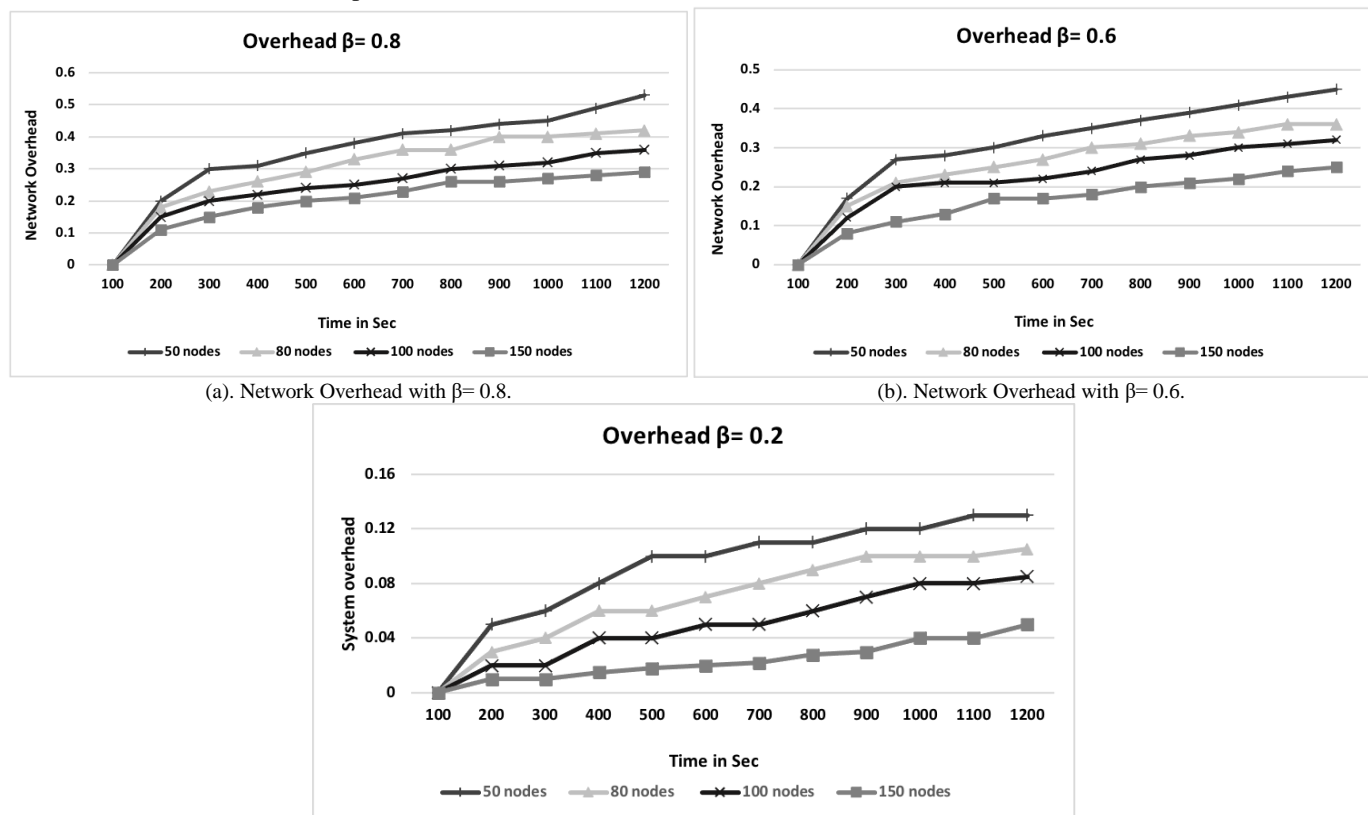 Overhead β= 0.8
Network Overhead
0.6
0.5
0.4
0.3
0.2
0.1
0
100 200 300 400 500 600 700 800 900 1000 1100 1200
Time in Sec
50 nodes 80 nodes 100 nodes 150 nodes
(a). Network Overhead with β= 0.8.
Overhead β= 0.6
Network Overhead
0.5
0.4
0.3
0.2
0.1
0
100 200 300 400 500 600 700 800 900 1000 1100 1200
Time in Sec
50 nodes 80 nodes 100 nodes 150 nodes
(b). Network Overhead with β= 0.6.
Overhead β= 0.2
System overhead
0.16
0.12
0.08
0.04
0
100 200 300 400 500 600 700 800 900 1000 1100 1200
Time in Sec
50 nodes 80 nodes 100 nodes 150 nodes